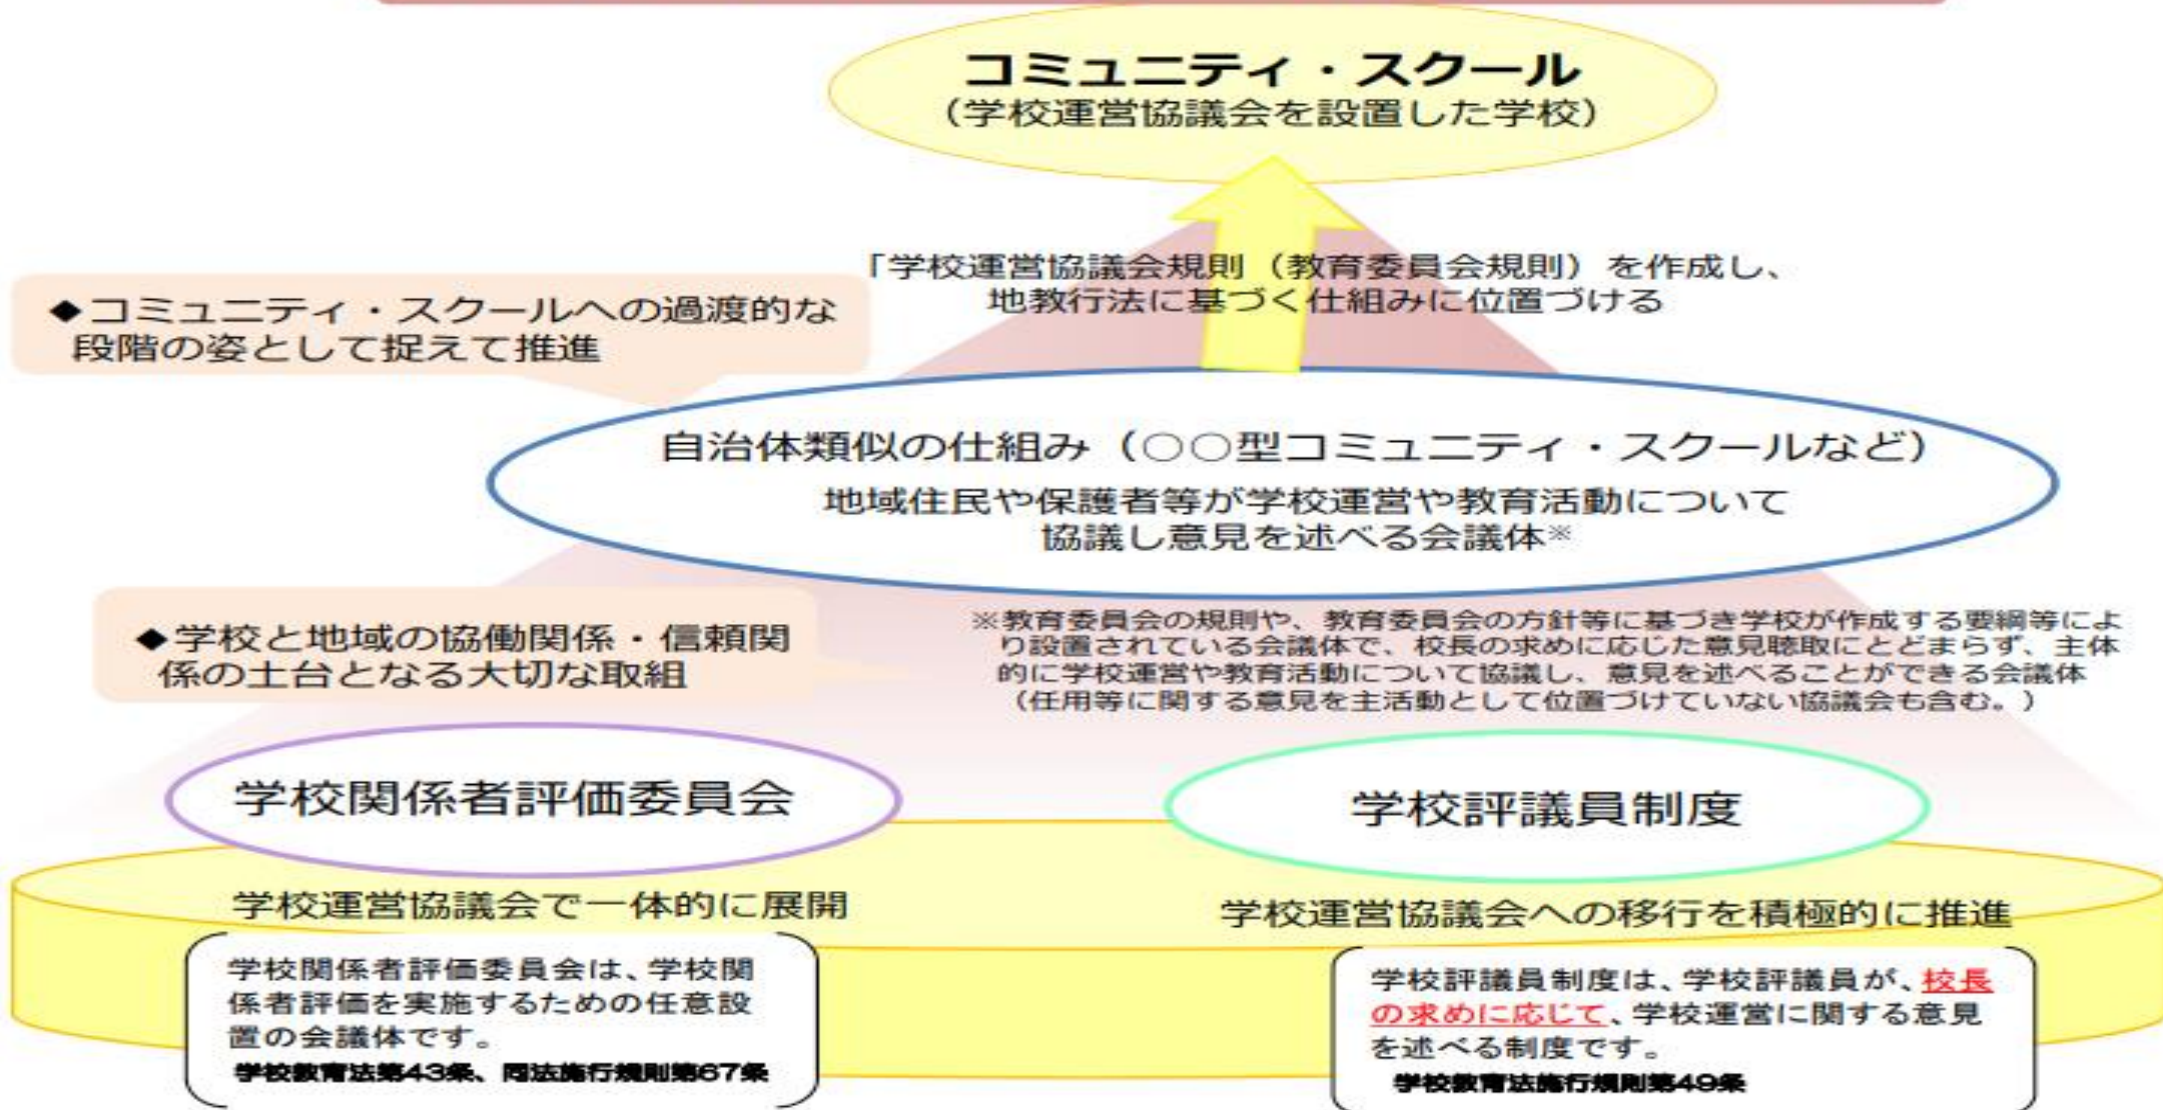 コミュニティ・スクール
（学校運営協議会を設置した学校）
「学校運営協議会規則（教育委員会規則）を作成し、
地教行法に基づく仕組みに位置づける
◆コミュニティ・スクールへの過渡的な
段階の姿として捉えて推進
自治体類似の仕組み（○○型コミュニティ・スクールなど）
地域住民や保護者等が学校運営や教育活動について
協議し意見を述べる会議体※
◆学校と地域の協働関係・信頼関
係の土台となる大切な取組
※教育委員会の規則や、教育委員会の方針等に基づき学校が作成する要綱等によ
り設置されている会議体で、校長の求めに応じた意見聴取にとどまらず、主体
的に学校運営や教育活動について協議し、意見を述べることができる会議体
（任用等に関する意見を主活動として位置づけていない協議会も含む。）
学校関係者評価委員会
学校運営協議会で一体的に展開
学校関係者評価委員会は、学校関
係者評価を実施するための任意設
置の会議体です。
学校教育法第43条、同法施行規則第67条
学校評議員制度
学校運営協議会への移行を積極的に推進
学校評議員制度は、学校評議員が、校長
の求めに応じて、学校運営に関する意見
を述べる制度です。
学校教育法施行規則第49条